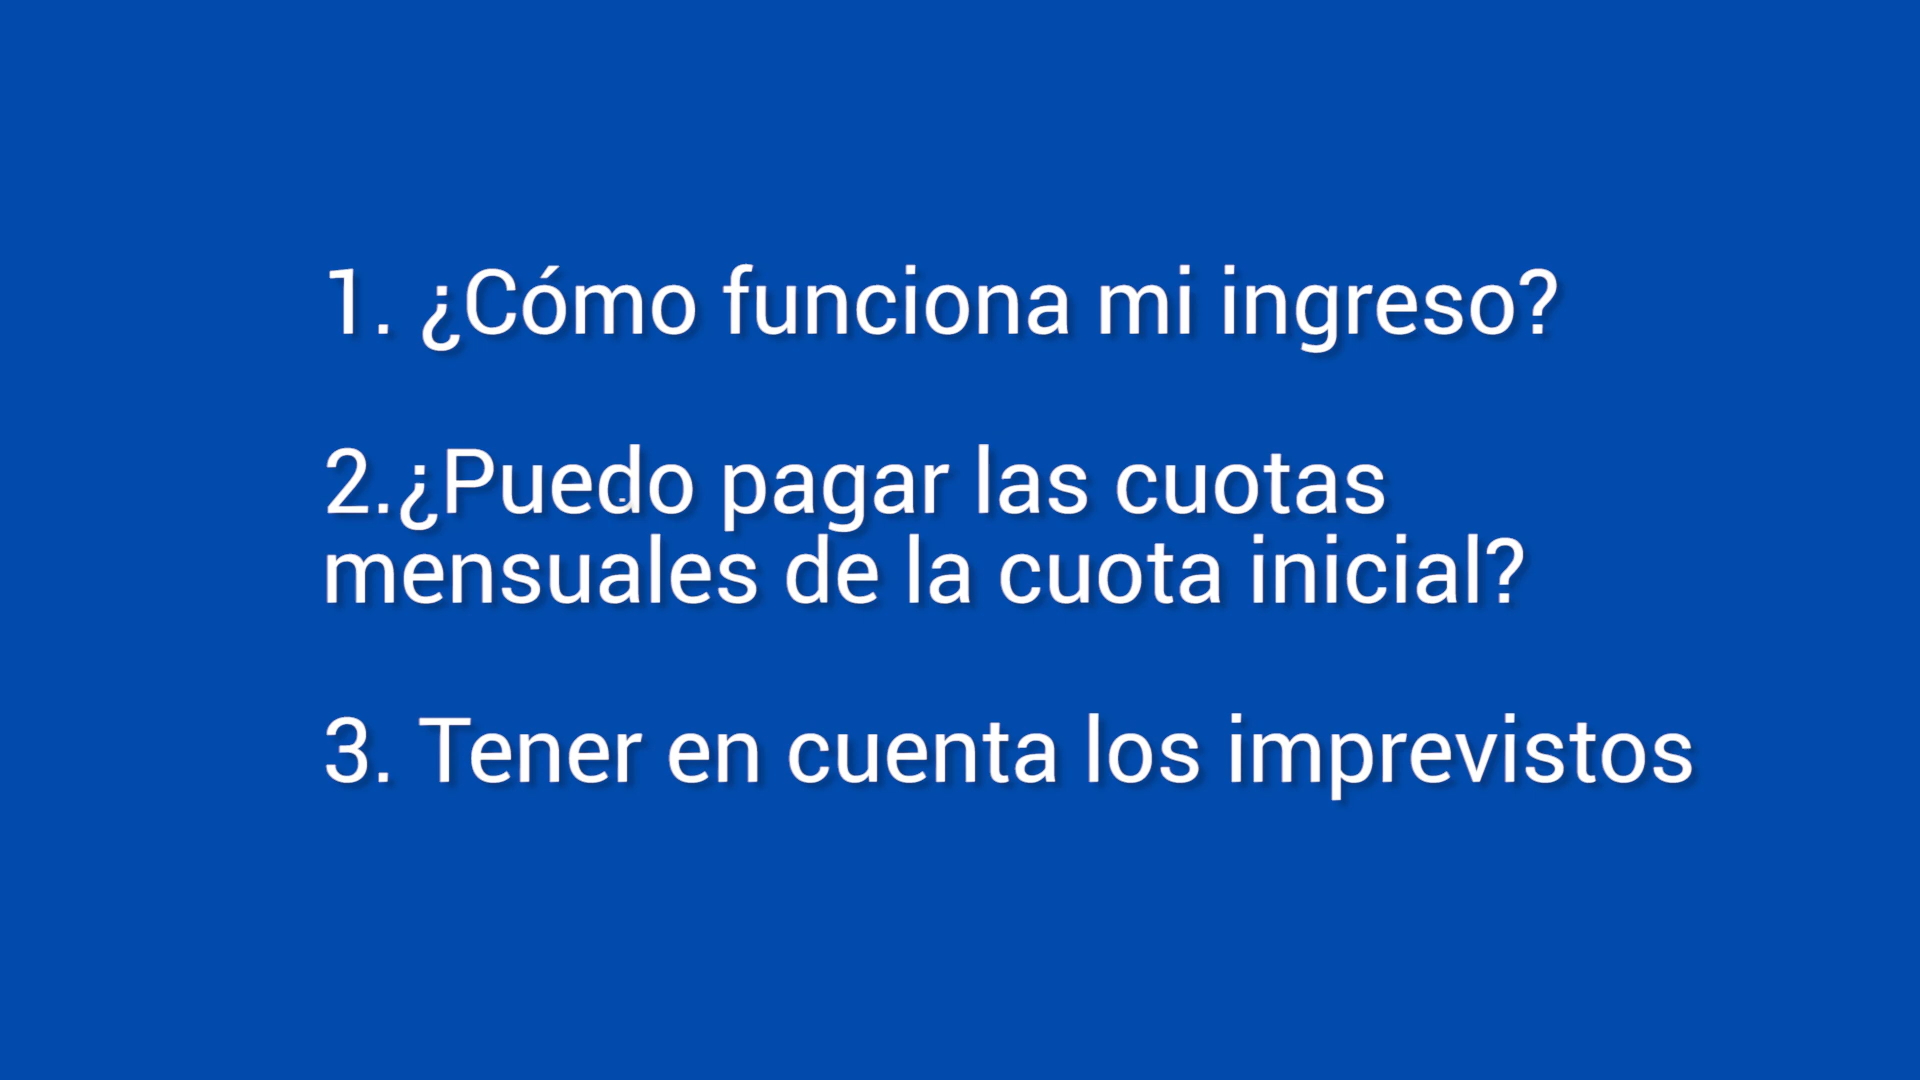 1. ¿Cómo funciona mi ingreso?
2.¿Puedo pagar las cuotas
mensuales de la cuota inicial?
3. Tener en cuenta los imprevistos